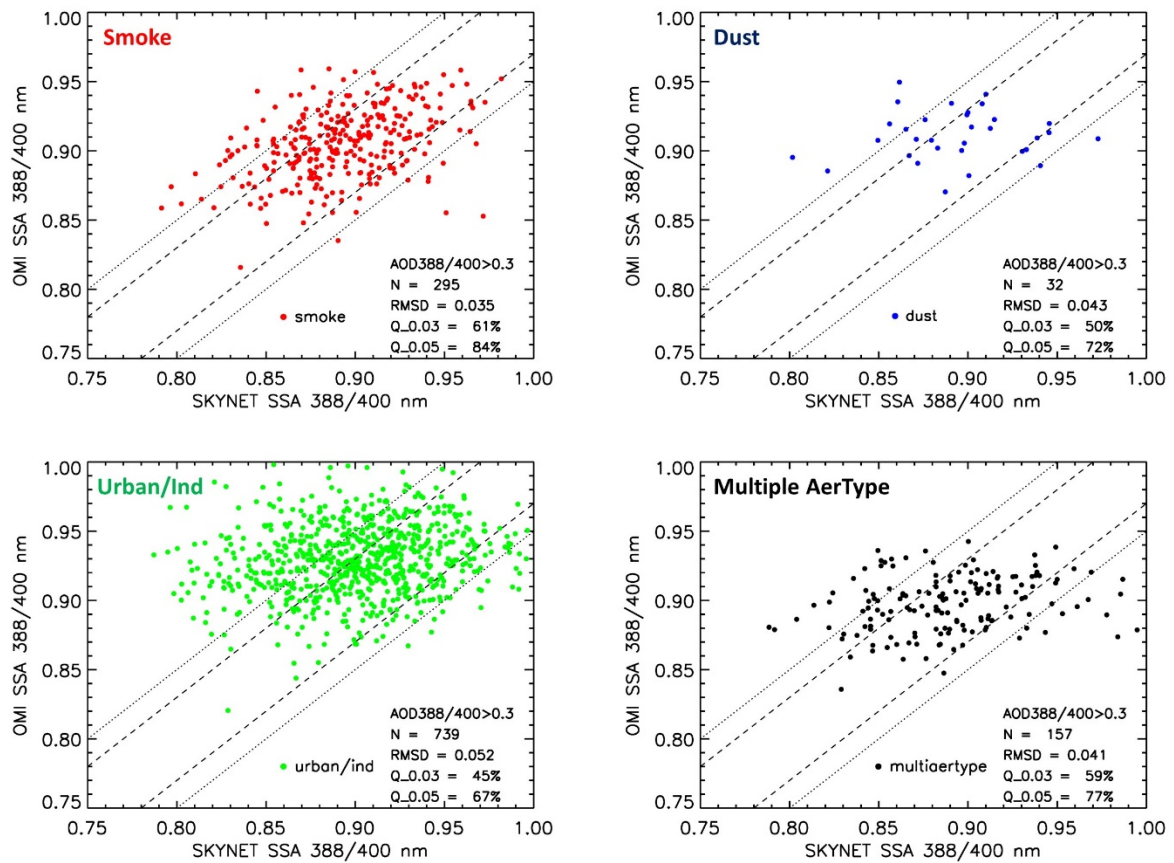 Smoke
1.00
0.95
0.90
0.85
0.80
0.75
OMI SSA 388/400 nm
AOD388/400>0.3
N = 295
RMSD = 0.035
Q_0.03 = 61%
Q_0.05 = 84%
smoke
0.75 0.80 0.85 0.90 0.95 1.00
SKYNET SSA 388/400 nm
Dust
1.00
0.95
0.90
0.85
0.80
0.75
OMI SSA 388/400 nm
AOD388/400>0.3
N = 32
RMSD = 0.043
Q_0.03 = 50%
Q_0.05 = 72%
dust
0.75 0.80 0.85 0.90 0.95 1.00
SKYNET SSA 388/400 nm
Urban/Ind
1.00
0.95
0.90
0.85
0.80
0.75
OMI SSA 388/400 nm
AOD388/400>0.3
N = 739
RMSD = 0.052
Q_0.03 = 45%
Q_0.05 = 67%
urban/ind
0.75 0.80 0.85 0.90 0.95 1.00
SKYNET SSA 388/400 nm
Multiple AerType
1.00
0.95
0.90
0.85
0.80
0.75
OMI SSA 388/400 nm
AOD388/400>0.3
N = 157
RMSD = 0.041
Q_0.03 = 59%
Q_0.05 = 77%
multiaertype
0.75 0.80 0.85 0.90 0.95 1.00
SKYNET SSA 388/400 nm